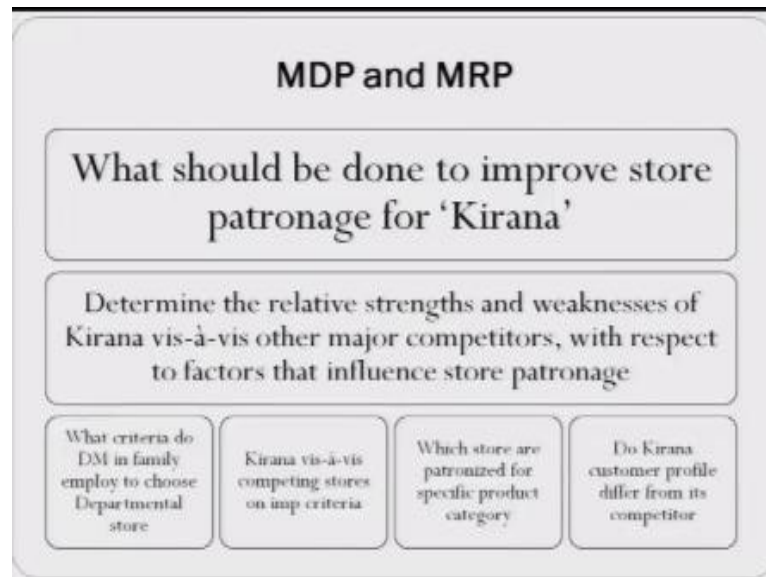 MDP and MRP
What should be done to improve store
patronage for ‘Kirana’
Determine the relative strengths and weaknesses of
Kirana vis-à-vis other major competitors, with respect
to factors that influence store patronage
What criteria do
DM in family
employ to choose
Departmental
store
Kirana vis-à-vis
competing stores
on imp criteria
Which store are
patronized for
specific product
category
Do Kirana
customer profile
differ from its
competitor